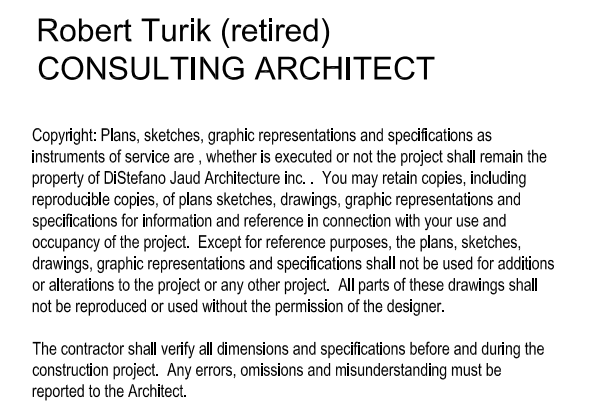 Robert Turik (retired)
CONSULTING ARCHITECT
Copyright: Plans, sketches, graphic representations and specifications as
instruments of service are , whether is executed or not the project shall remain the
property of DiStefano Jaud Architecture inc. .  You may retain copies, including
reproducible copies, of plans sketches, drawings, graphic representations and
specifications for information and reference in connection with your use and
occupancy of the project.  Except for reference purposes, the plans, sketches,
drawings, graphic representations and specifications shall not be used for additions
or alterations to the project or any other project.  All parts of these drawings shall
not be reproduced or used without the permission of the designer.
The contractor shall verify all dimensions and specifications before and during the
construction project.  Any errors, omissions and misunderstanding must be
reported to the Architect.